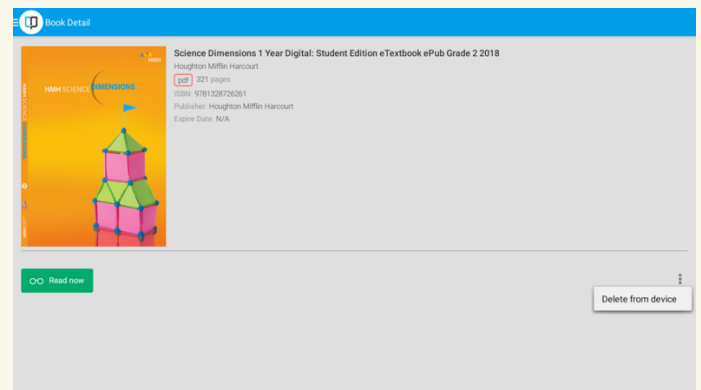 Book Detail
HMH
HMH SCIENCE DIMENSIONS
Science Dimensions 1 Year Digital: Student Edition eTextbook ePub Grade 2 2018
Houghton Mifflin Harcourt
pdf 321 pages
ISBN: 9781328726261
Publisher: Houghton Mifflin Harcourt
Expire Date: N/A
Read now
Delete from device